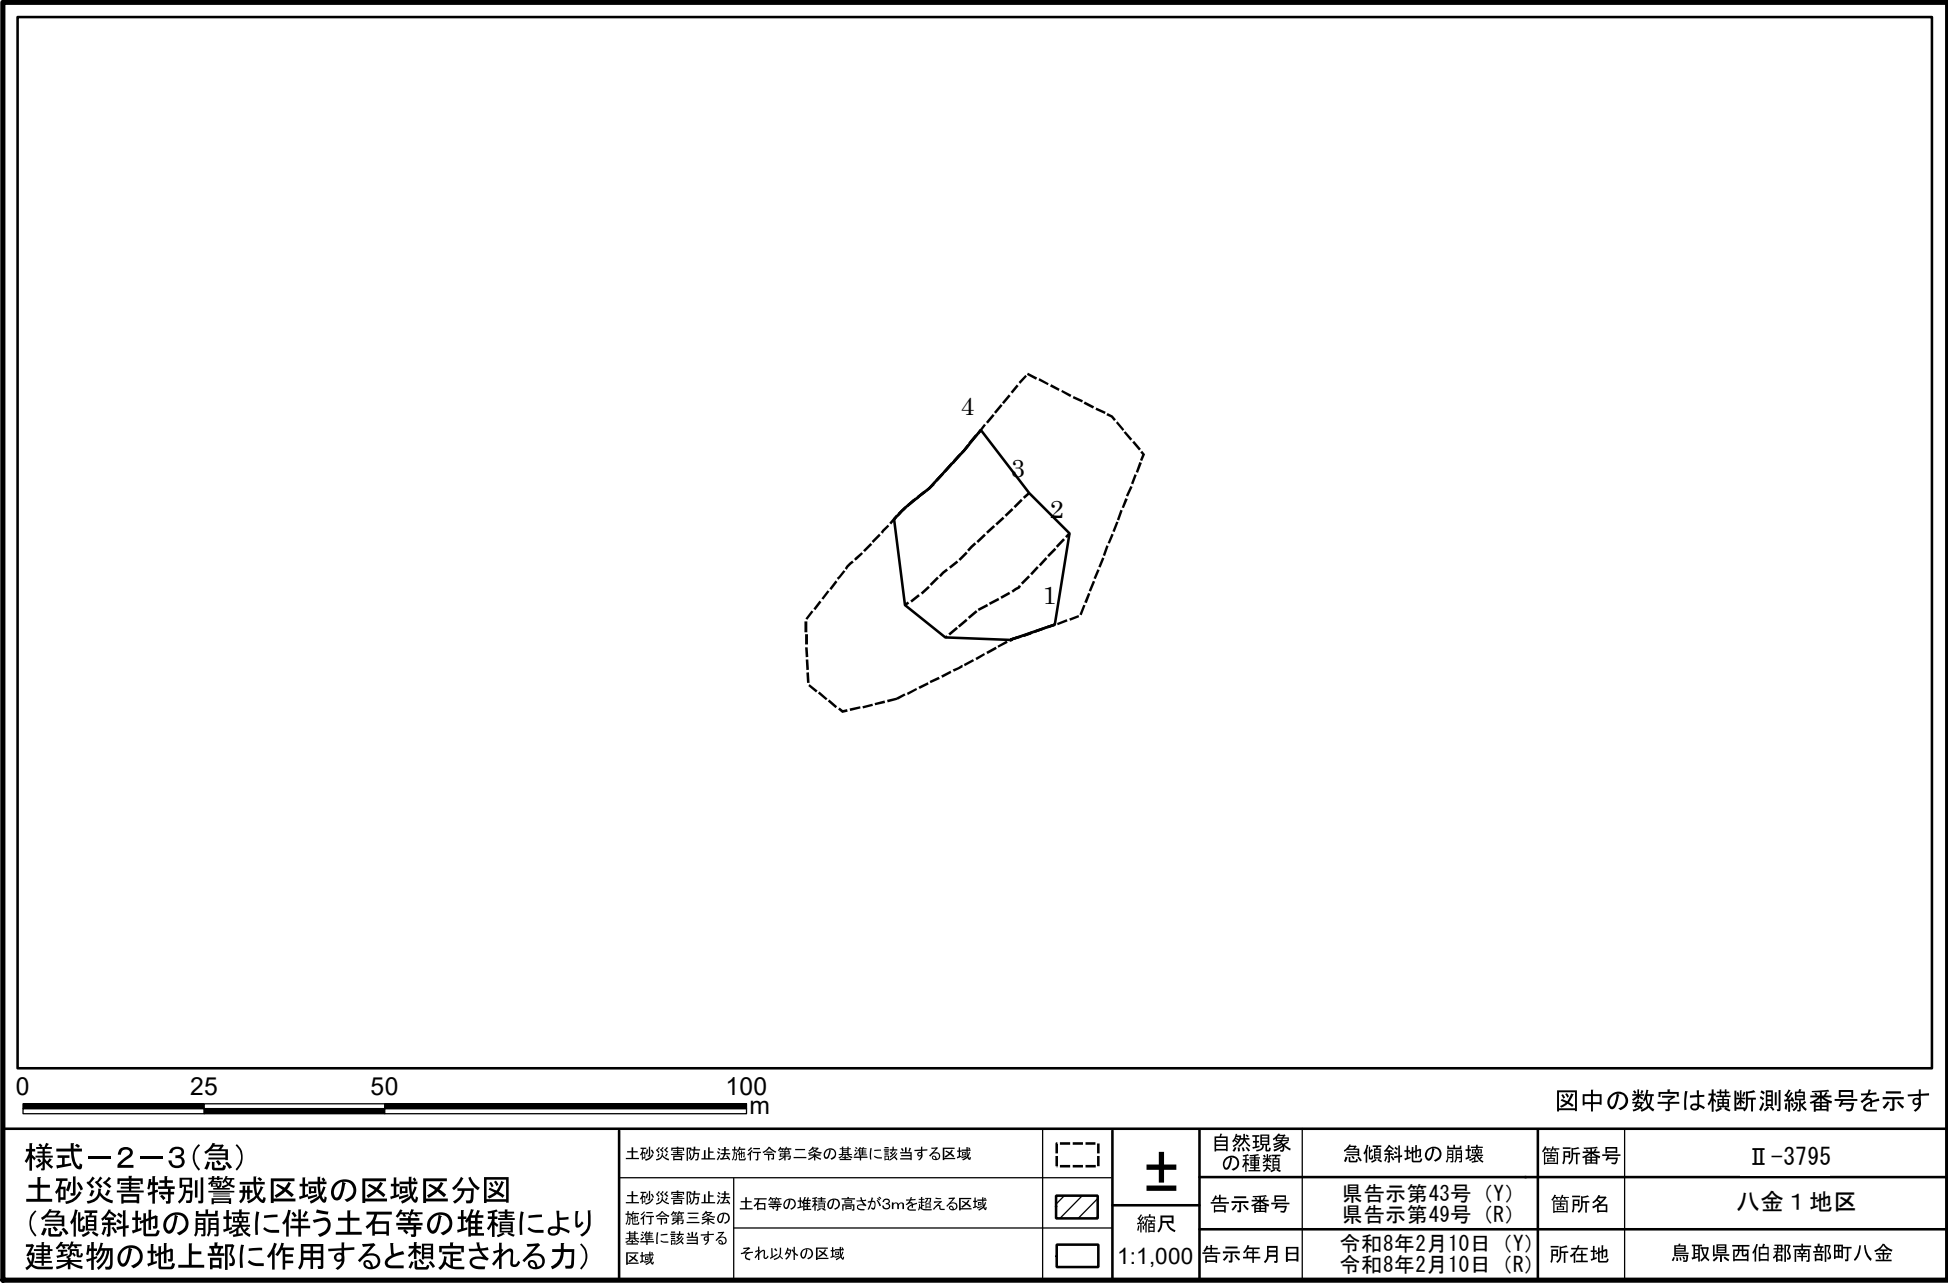 4
3
2
1
0 25 50 100
m
図中の数字は横断測線番号を示す
様式－2－3（急）
土砂災害特別警戒区域の区域区分図
（急傾斜地の崩壊に伴う土石等の堆積により
建築物の地上部に作用すると想定される力）
土砂災害防止法施行令第二条の基準に該当する区域
土砂災害防止法
施行令第三条の
基準に該当する
区域
土石等の堆積の高さが3mを超える区域
それ以外の区域
縮尺
1:1,000
自然現象
の種類
急傾斜地の崩壊
箇所番号
Ⅱ-3795
告示番号
県告示第43号（Y）
県告示第49号（R）
箇所名
八金１地区
告示年月日
令和8年2月10日（Y）
令和8年2月10日（R）
所在地
鳥取県西伯郡南部町八金